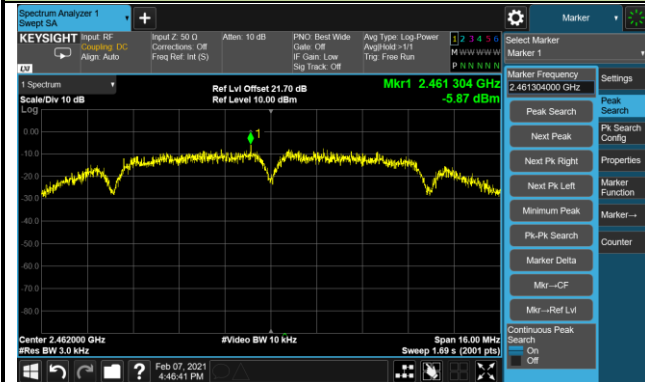 Spectrum Analyzer 1
Swept SA
Marker
KEYSIGHT
Input: RF
Coupling: DC
Align: Auto
Input Z: 50 Ω
Corrections: Off
Freq Ref: Int (S)
Atten: 10 dB
PNO: Best Wide
Gate: Off
IF Gain: Low
Sig Track: Off
Avg Type: Log-Power
Avg|Hold:>1/1
Trig: Free Run
1 2 3 4 5 6
M W W W W W
P N N N N N
LXI
Select Marker
Marker 1
1 Spectrum
Scale/Div 10 dB
Log
Ref Lvl Offset 21.70 dB
Ref Level 10.00 dBm
Mkr1 2.461 304 GHz
-5.87 dBm
1
0.00
-10.0
-20.0
-30.0
-40.0
-50.0
-60.0
-70.0
-80.0
Center 2.462000 GHz
#Res BW 3.0 kHz
#Video BW 10 kHz
Span 16.00 MHz
Sweep 1.69 s (2001 pts)
Marker Frequency
2.461304000 GHz
Peak Search
Next Peak
Next Pk Right
Next Pk Left
Minimum Peak
Pk-Pk Search
Marker Delta
Mkr→CF
Mkr→Ref Lvl
Continuous Peak
Search
On
Off
Settings
Peak
Search
Pk Search
Config
Properties
Marker
Function
Marker→
Counter
?
Feb 07, 2021
4:46:41 PM